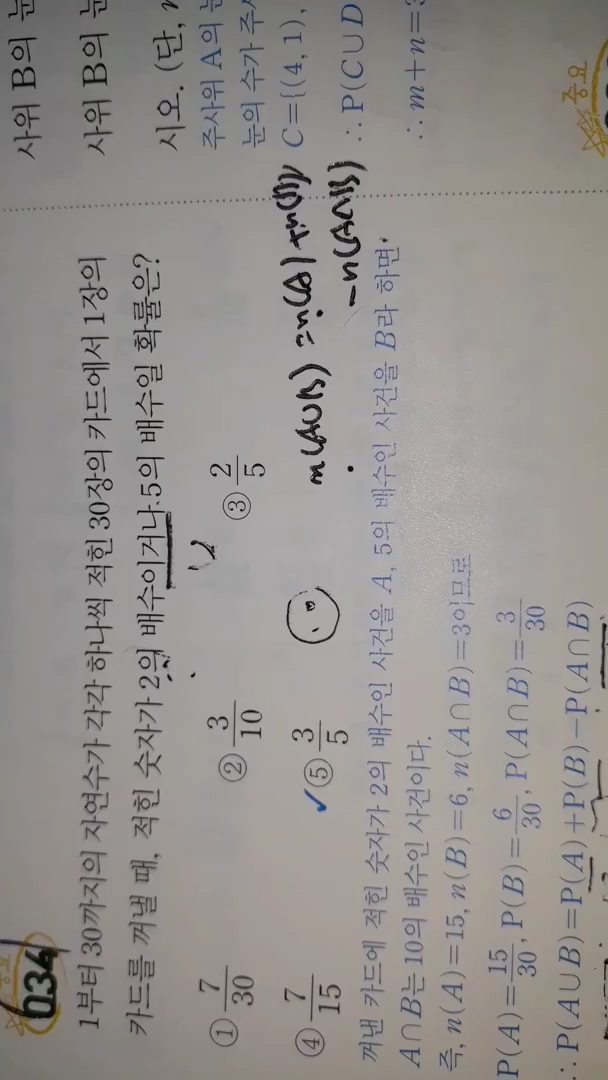 중요
034
1부터 30까지의 자연수가 각각 하나씩 적힌 30장의 카드에서 1장의
카드를 꺼낼 때, 적힌 숫자가 2의 배수이거나 5의 배수일 확률은?
① 7/30 ② 3/10 ③ 2/5
④ 7/15 ⑤ 3/5
n(A∪B) = n(A) + n(B)
- n(A∩B)
꺼낸 카드에 적힌 숫자가 2의 배수인 사건을 A, 5의 배수인 사건을 B라 하면
A∩B는 10의 배수인 사건이다.
즉, n(A)=15, n(B)=6, n(A∩B)=3이므로
P(A)=15/30, P(B)=6/30, P(A∩B)=3/30
∴ P(A∪B)=P(A)+P(B)-P(A∩B)
사위 B의
사위 B의
시오. (단,
주사위 A의
눈의 수가 주사
C={(4, 1),
∴ P(C∪D
∴ m+n=3
중요